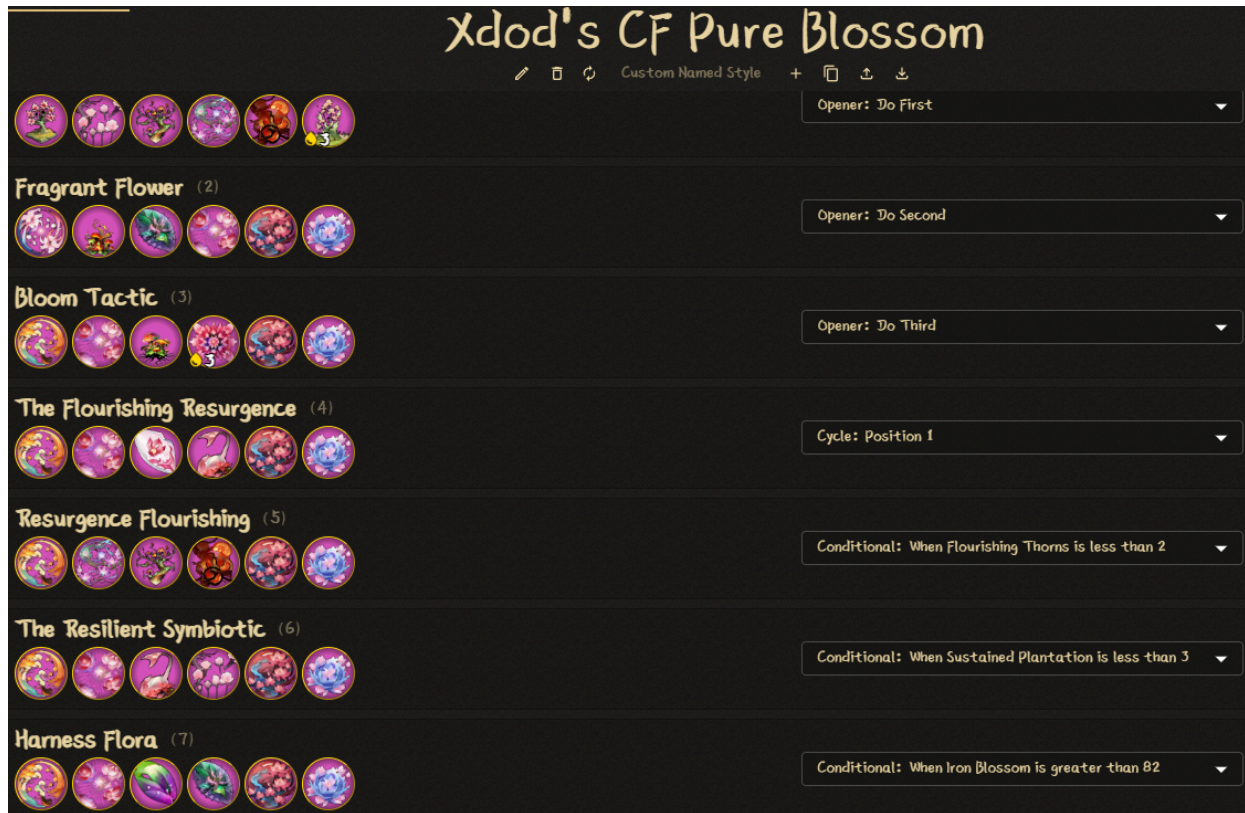 Xdod's CF Pure Blossom
Custom Named Style
3
Opener: Do First
Fragrant Flower (2)
Opener: Do Second
Bloom Tactic (3)
3
Opener: Do Third
The Flourishing Resurgence (4)
Cycle: Position 1
Resurgence Flourishing (5)
Conditional: When Flourishing Thorns is less than 2
The Resilient Symbiotic (6)
Conditional: When Sustained Plantation is less than 3
Harness Flora (7)
Conditional: When Iron Blossom is greater than 82